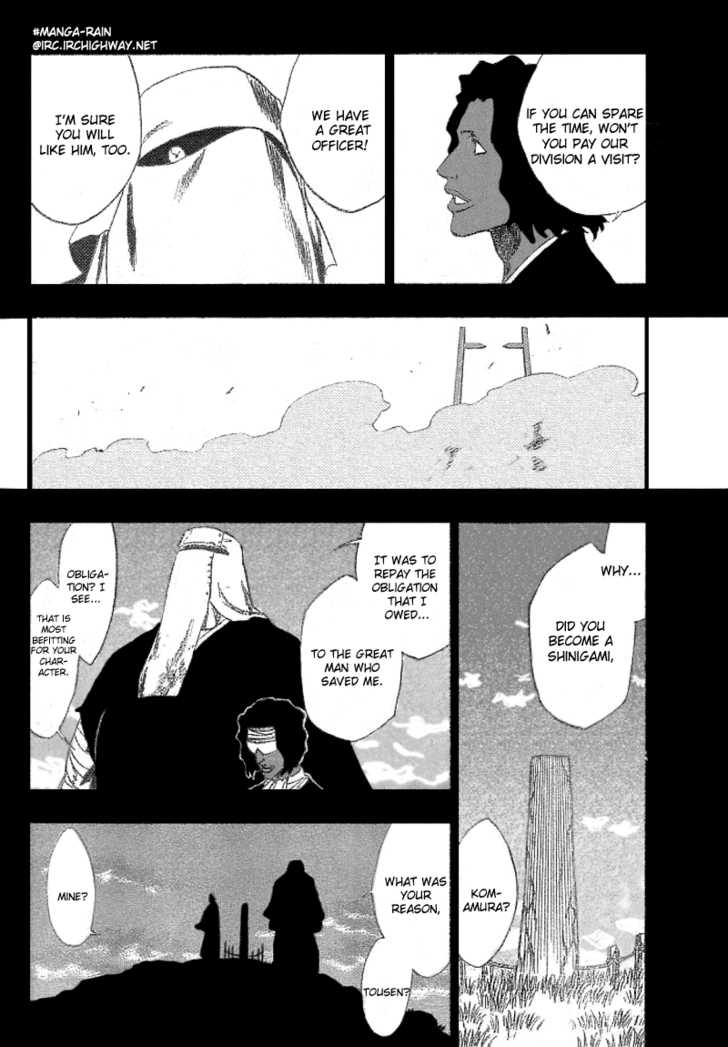 #MANGA-RAIN
@IRC.IRCHIGHWAY.NET
IF YOU CAN SPARE
THE TIME, WON'T
YOU PAY OUR
DIVISION A VISIT?
WE HAVE
A GREAT
OFFICER!
I'M SURE
YOU WILL
LIKE HIM, TOO.
WHY...
DID YOU
BECOME A
SHINIGAMI,
KOM-
AMURA?
IT WAS TO
REPAY THE
OBLIGATION
THAT I
OWED...
TO THE GREAT
MAN WHO
SAVED ME.
OBLIGA-
TION? I
SEE...
THAT IS
MOST
BEFITTING
FOR YOUR
CHAR-
ACTER.
WHAT WAS
YOUR
REASON,
TOUSEN?
MINE?